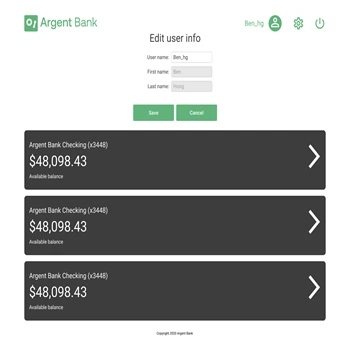 Argent Bank
Ben_hg
Edit user info
User name: Ben_hg
First name: Ben
Last name: Hong
Save Cancel
Argent Bank Checking (x3448)
$48,098.43
Available balance
Argent Bank Checking (x3448)
$48,098.43
Available balance
Argent Bank Checking (x3448)
$48,098.43
Available balance
Copyright 2020 Argent Bank